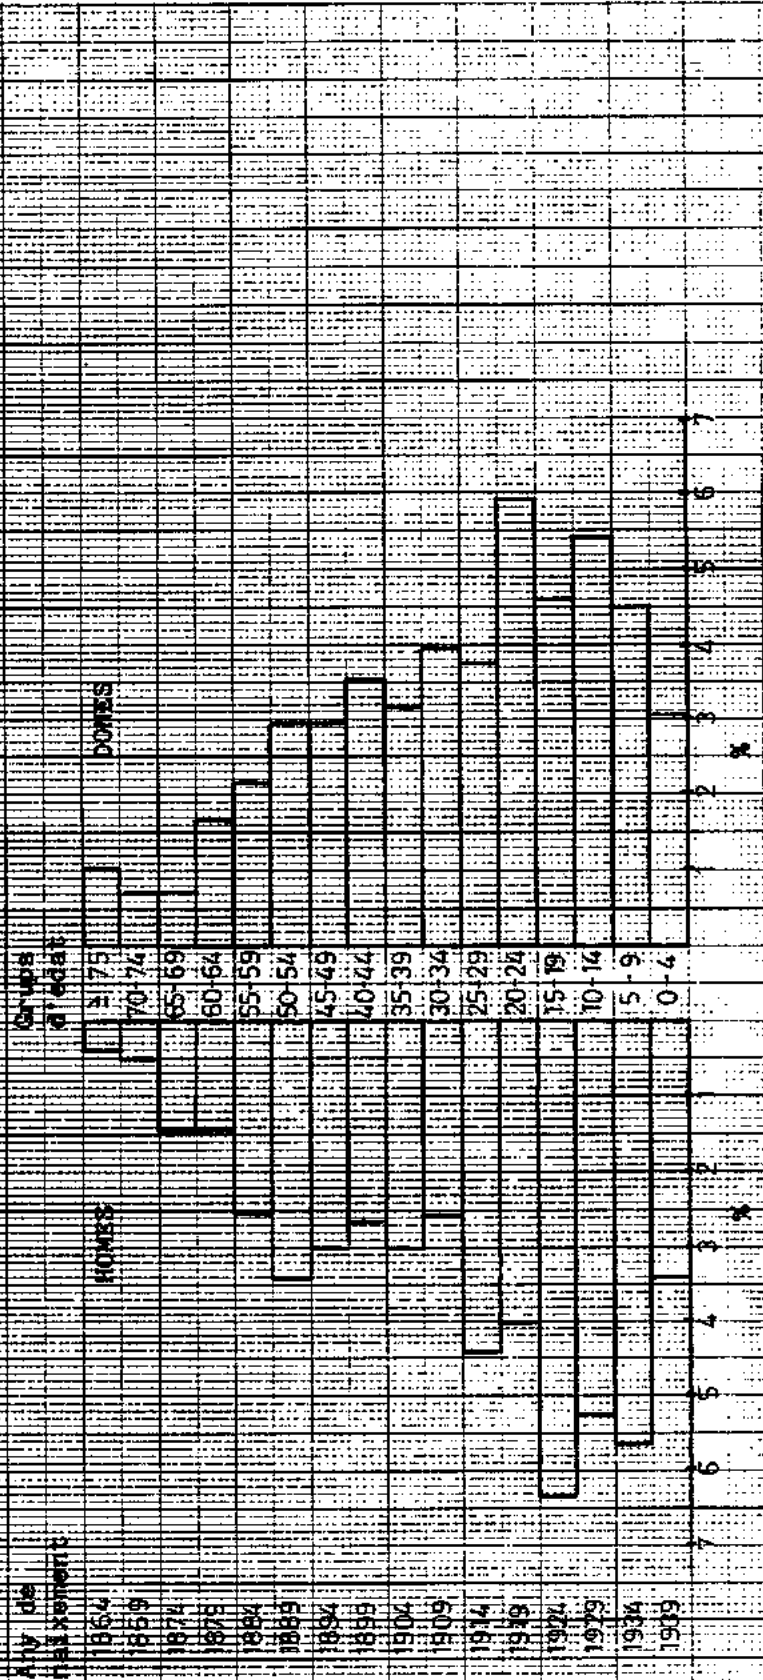 Any de naixement
Grups d'edat
HOMES
DONES
1864 ≥ 75
1869 70-74
1874 65-69
1879 60-64
1884 55-59
1889 50-54
1894 45-49
1899 40-44
1904 35-39
1909 30-34
1914 25-29
1919 20-24
1924 15-19
1929 10-14
1934 5-9
1939 0-4
7 6 5 4 3 2 1 1 2 3 4 5 6 7
% %